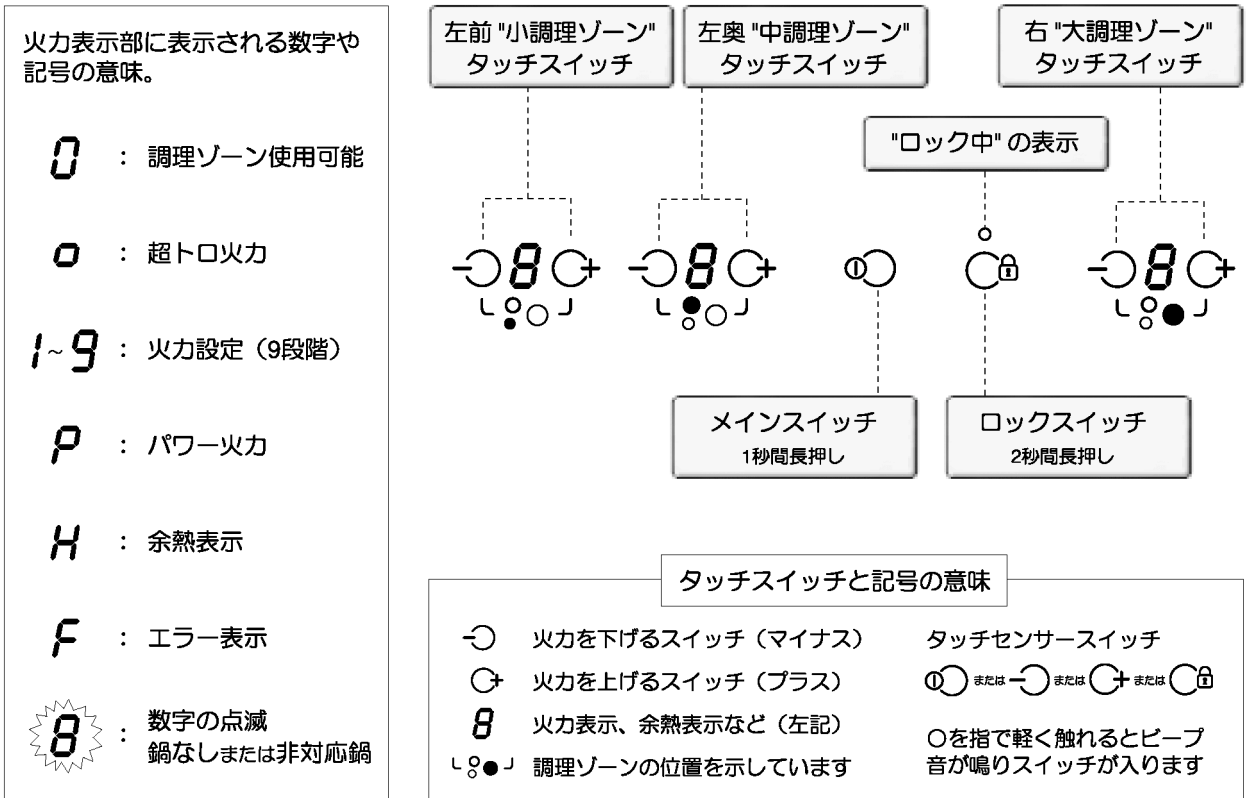 火力表示部に表示される数字や
記号の意味。
0 : 調理ゾーン使用可能
o : 超トロ火力
1~9 : 火力設定（9段階）
P : パワー火力
H : 余熱表示
F : エラー表示
8 : 数字の点滅
鍋なしまたは非対応鍋
左前 "小調理ゾーン"
タッチスイッチ
左奥 "中調理ゾーン"
タッチスイッチ
右 "大調理ゾーン"
タッチスイッチ
"ロック中" の表示
- 8 +
- 8 +
- 8 +
メインスイッチ
1秒間長押し
ロックスイッチ
2秒間長押し
タッチスイッチと記号の意味
- 火力を下げるスイッチ（マイナス）
+ 火力を上げるスイッチ（プラス）
8 火力表示、余熱表示など（左記）
調理ゾーンの位置を示しています
タッチセンサースイッチ
または - または + または
○を指で軽く触れるとビープ
音が鳴りスイッチが入ります